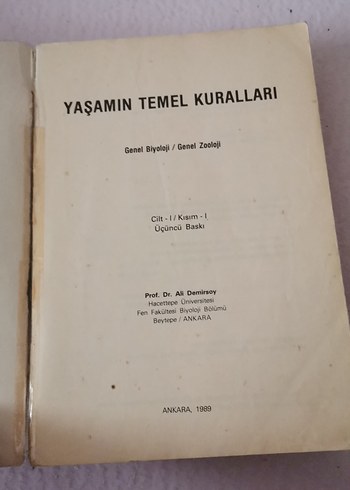 YAŞAMIN TEMEL KURALLARI
Genel Biyoloji / Genel Zooloji
Cilt - I / Kısım - I
Üçüncü Baskı
Prof. Dr. Ali Demirsoy
Hacettepe Üniversitesi
Fen Fakültesi Biyoloji Bölümü
Beytepe / ANKARA
ANKARA, 1989